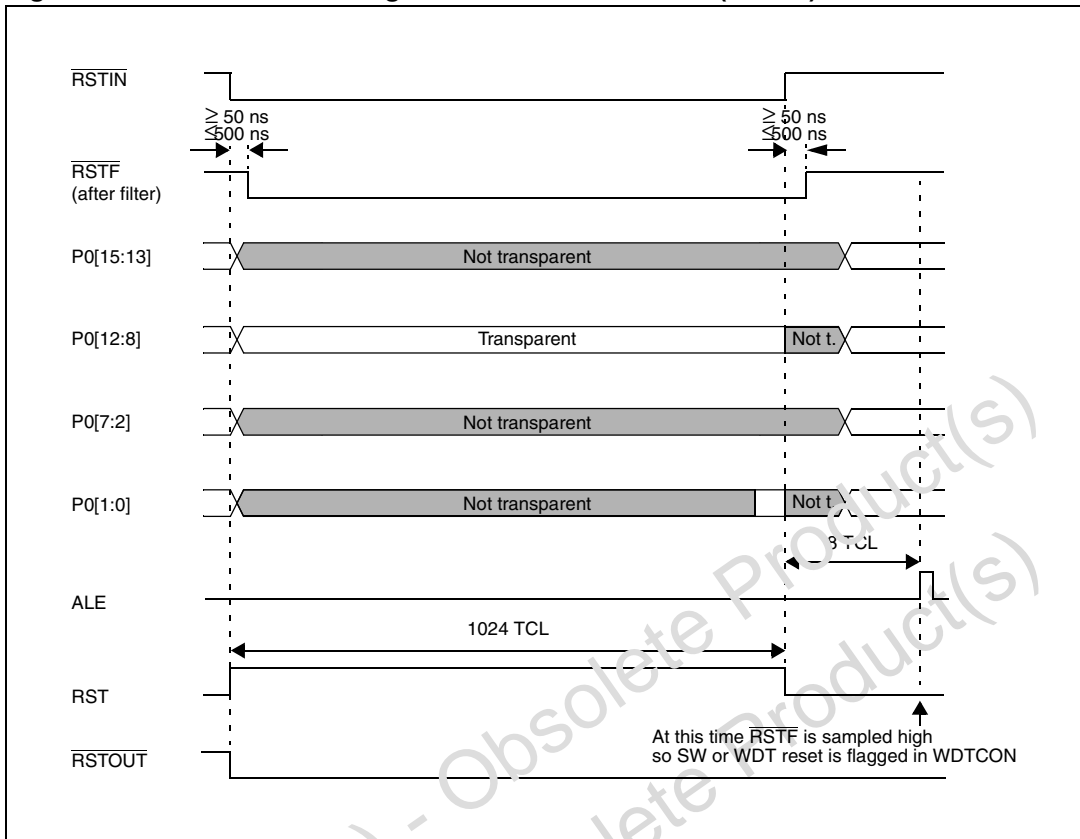 RSTIN
≥ 50 ns
≤500 ns
≥ 50 ns
≤500 ns
RSTF
(after filter)
P0[15:13]
Not transparent
P0[12:8]
Transparent
Not t.
P0[7:2]
Not transparent
P0[1:0]
Not transparent
Not t.
8 TCL
ALE
1024 TCL
RST
At this time RSTF is sampled high
so SW or WDT reset is flagged in WDTCON
RSTOUT
Obsolete Product(s)
) - Obsolete Product(s)